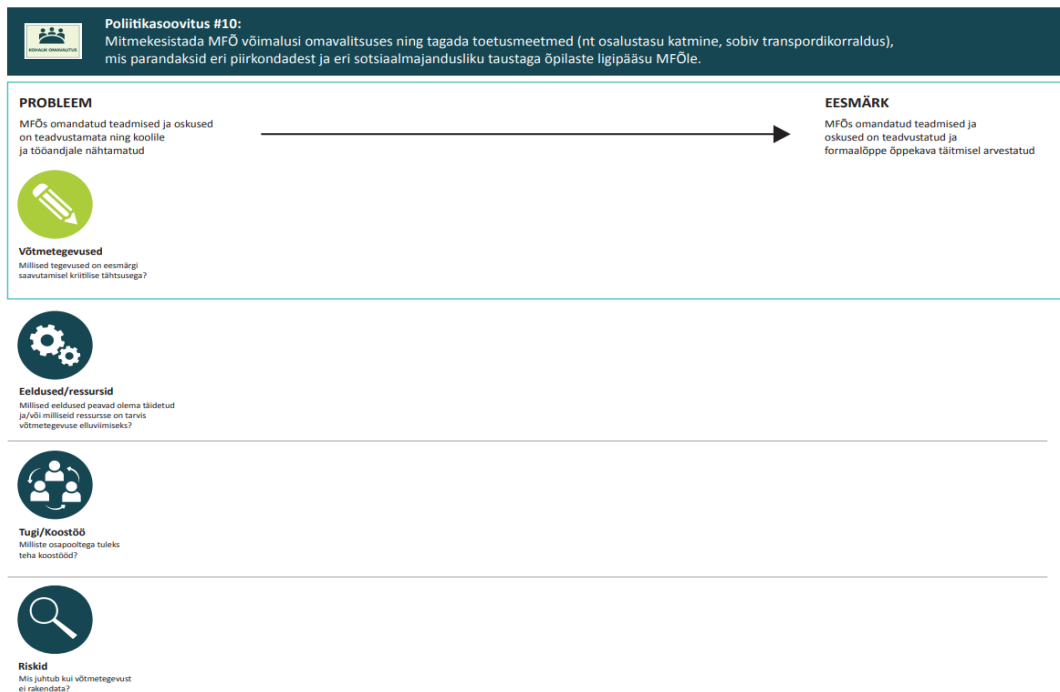 Poliitikasoovitus #10:
KOHALIK OMAVALITSUS
Mitmekesistada MFÕ võimalusi omavalitsuses ning tagada toetusmeetmed (nt osalustasu katmine, sobiv transpordikorraldus),
mis parandaksid eri piirkondadest ja eri sotsiaalmajandusliku taustaga õpilaste ligipääsu MFÕle.
PROBLEEM
MFÕs omandatud teadmised ja oskused
on teadvustamata ning koolile
ja tööandjale nähtamatud
EESMÄRK
MFÕs omandatud teadmised ja
oskused on teadvustatud ja
formaalõppe õppekava täitmisel arvestatud
Võtmetegevused
Millised tegevused on eesmärgi
saavutamisel kriitilise tähtsusega?
Eeldused/ressursid
Millised eeldused peavad olema täidetud
ja/või milliseid ressursse on tarvis
võtmetegevuse elluviimiseks?
Tugi/Koostöö
Milliste osapooltega tuleks
teha koostööd?
Riskid
Mis juhtub kui võtmetegevust
ei rakendata?